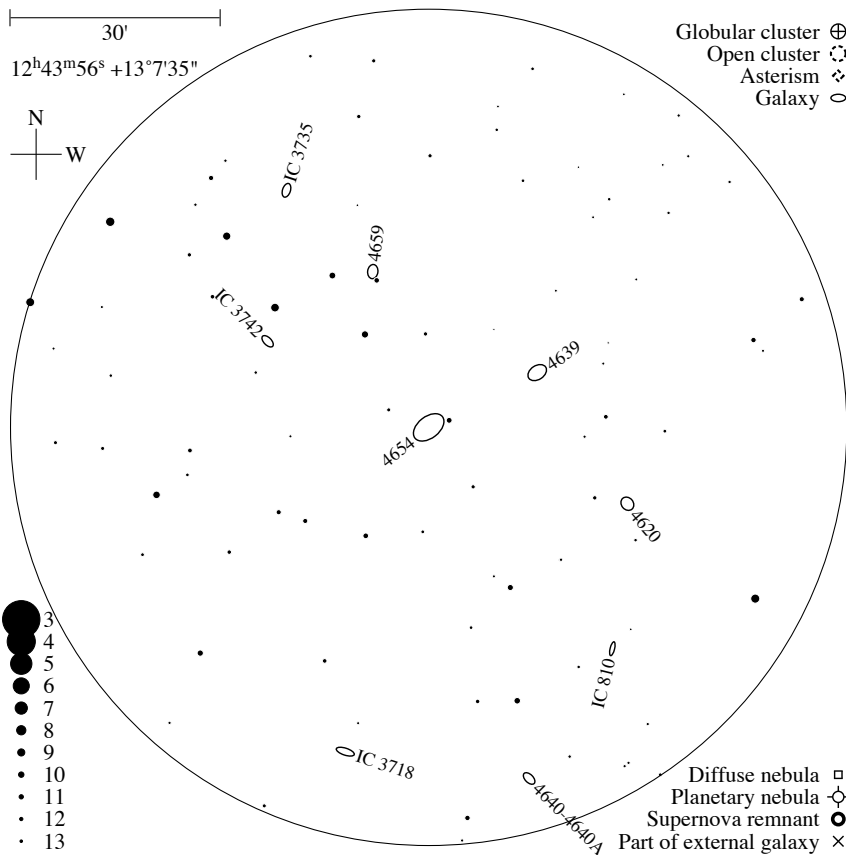 30'
12h43m56s +13°7'35"
N
W
Globular cluster
Open cluster
Asterism
Galaxy
IC 3735
4659
IC 3742
4639
4654
4620
IC 810
IC 3718
4640-4640A
3
4
5
6
7
8
9
10
11
12
13
Diffuse nebula
Planetary nebula
Supernova remnant
Part of external galaxy